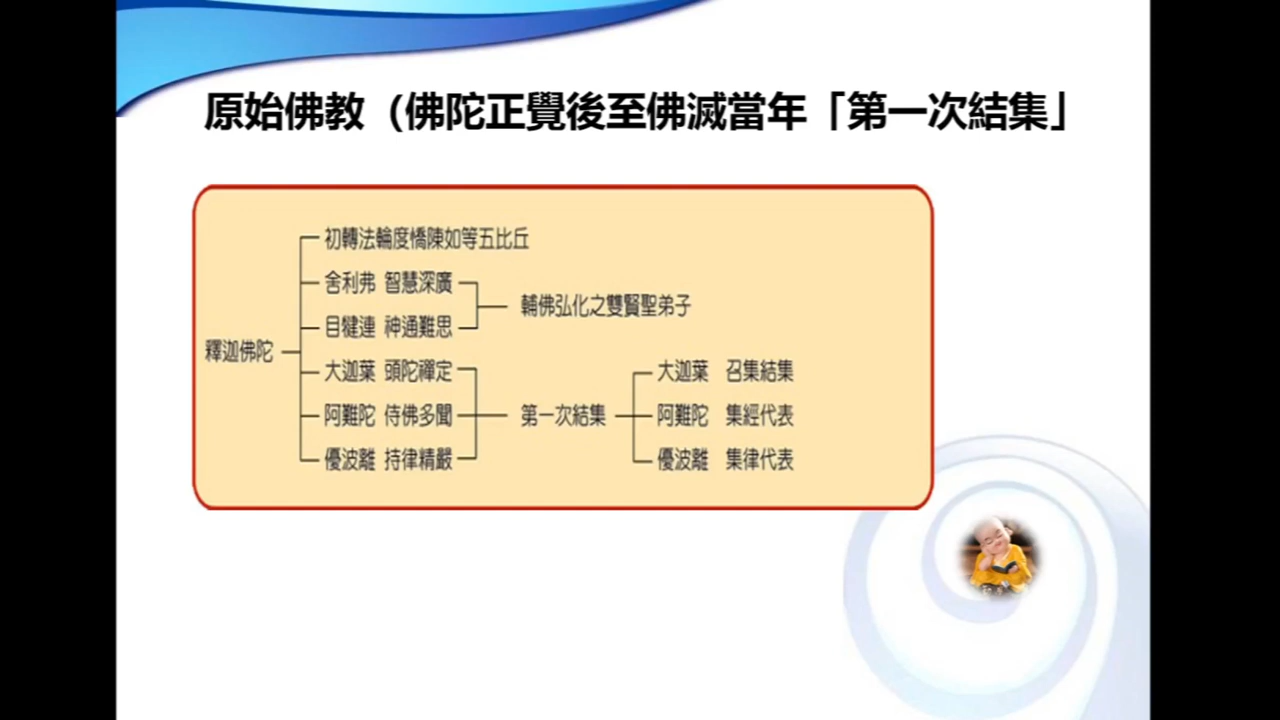 原始佛教（佛陀正覺後至佛滅當年「第一次結集」
初轉法輪度憍陳如等五比丘
舍利弗 智慧深廣
輔佛弘化之雙賢聖弟子
目犍連 神通難思
釋迦佛陀
大迦葉 頭陀禪定
大迦葉 召集結集
阿難陀 侍佛多聞
第一次結集
阿難陀 集經代表
優波離 持律精嚴
優波離 集律代表